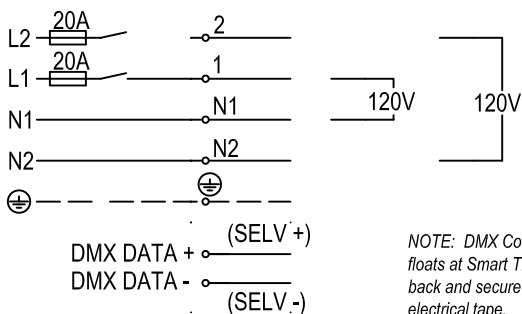 20A
L2
2
20A
L1
1
120V
120V
N1
N1
N2
N2
(SELV +)
DMX DATA +
DMX DATA -
(SELV -)
NOTE: DMX Co
floats at Smart T
back and secure
electrical tape.